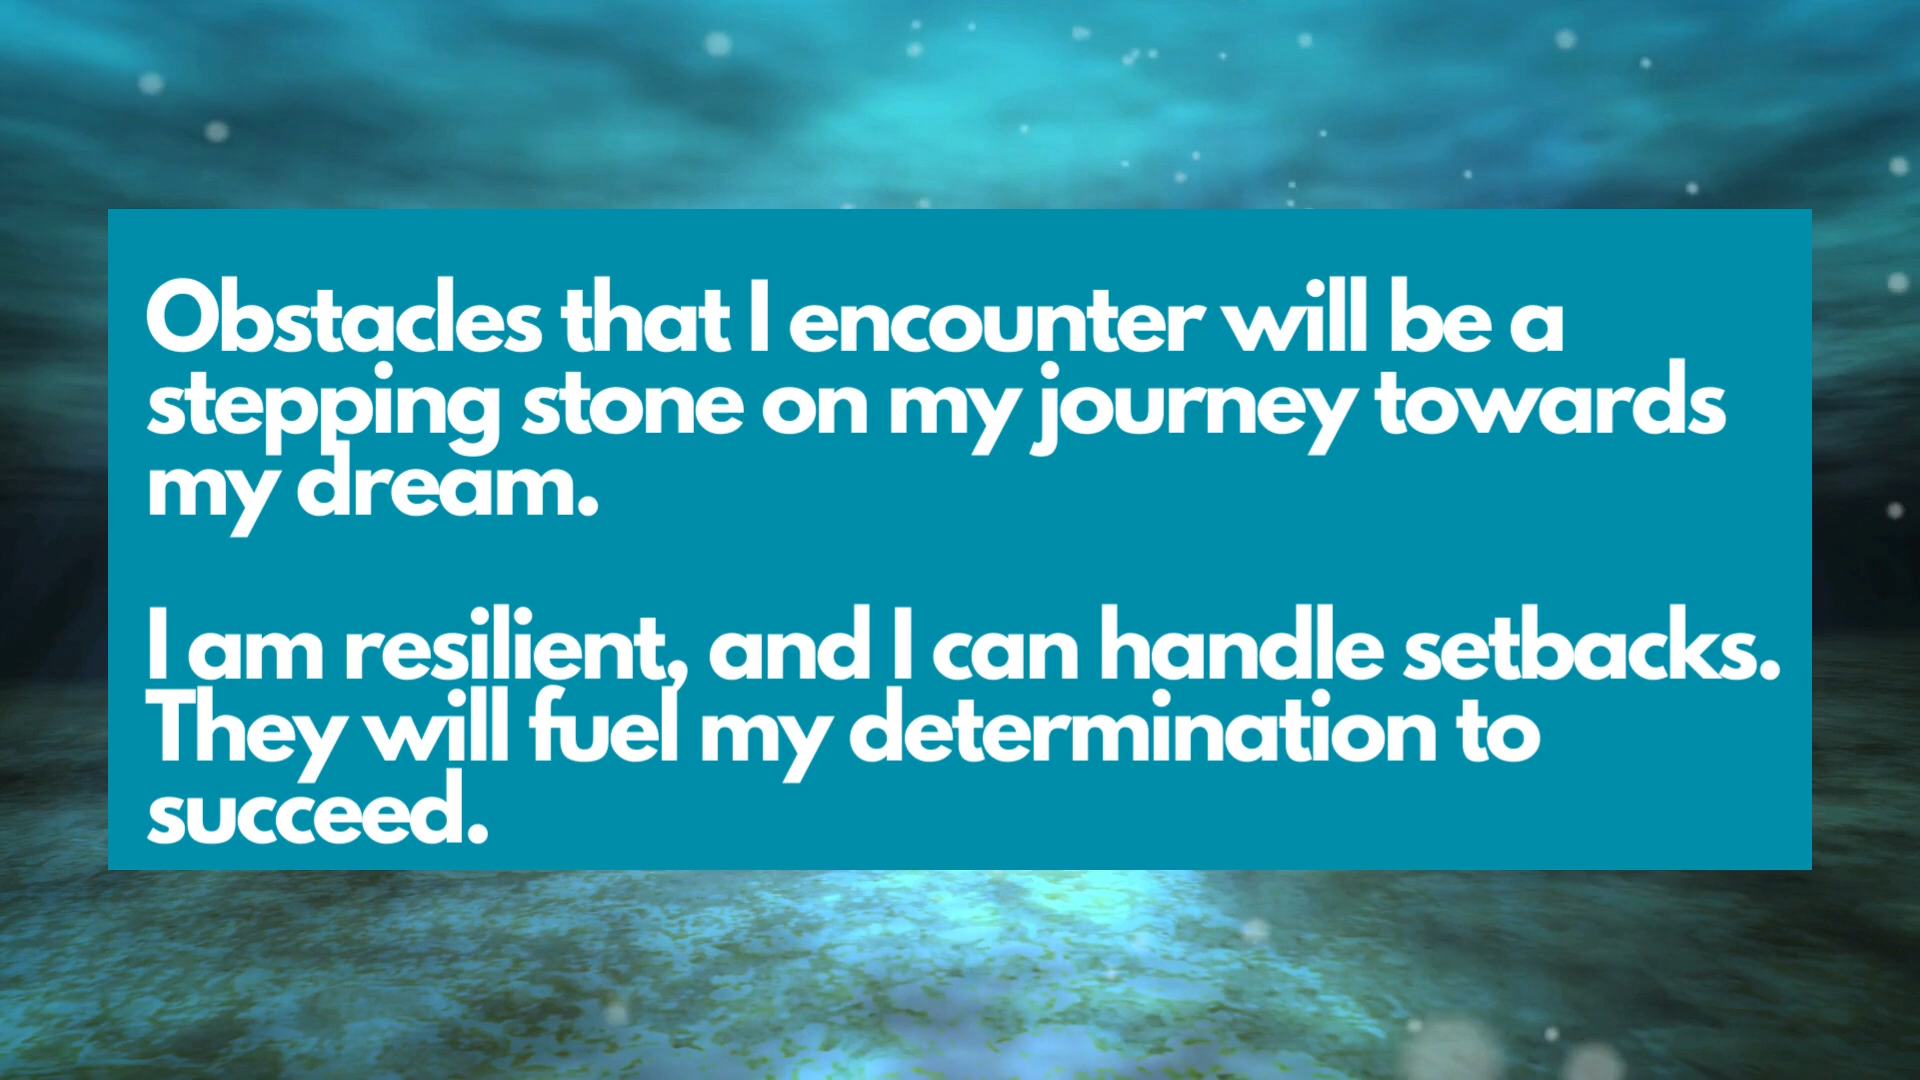 Obstacles that I encounter will be a
stepping stone on my journey towards
my dream.
I am resilient, and I can handle setbacks.
They will fuel my determination to
succeed.